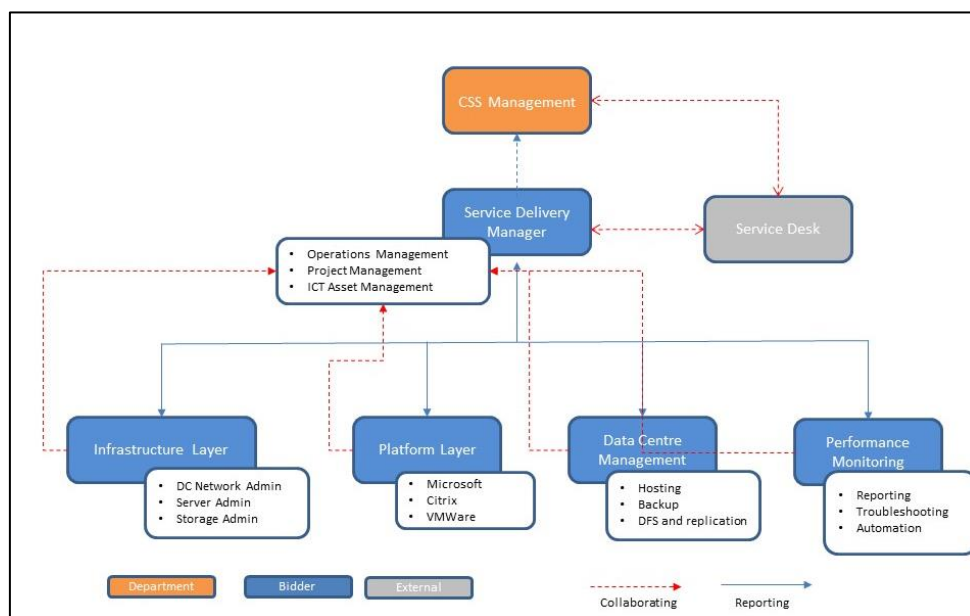 CSS Management
Service Delivery
Manager
Service Desk
• Operations Management
• Project Management
• ICT Asset Management
Infrastructure Layer
• DC Network Admin
• Server Admin
• Storage Admin
Platform Layer
• Microsoft
• Citrix
• VMWare
Data Centre
Management
• Hosting
• Backup
• DFS and replication
Performance
Monitoring
• Reporting
• Troubleshooting
• Automation
Department
Bidder
External
Collaborating
Reporting